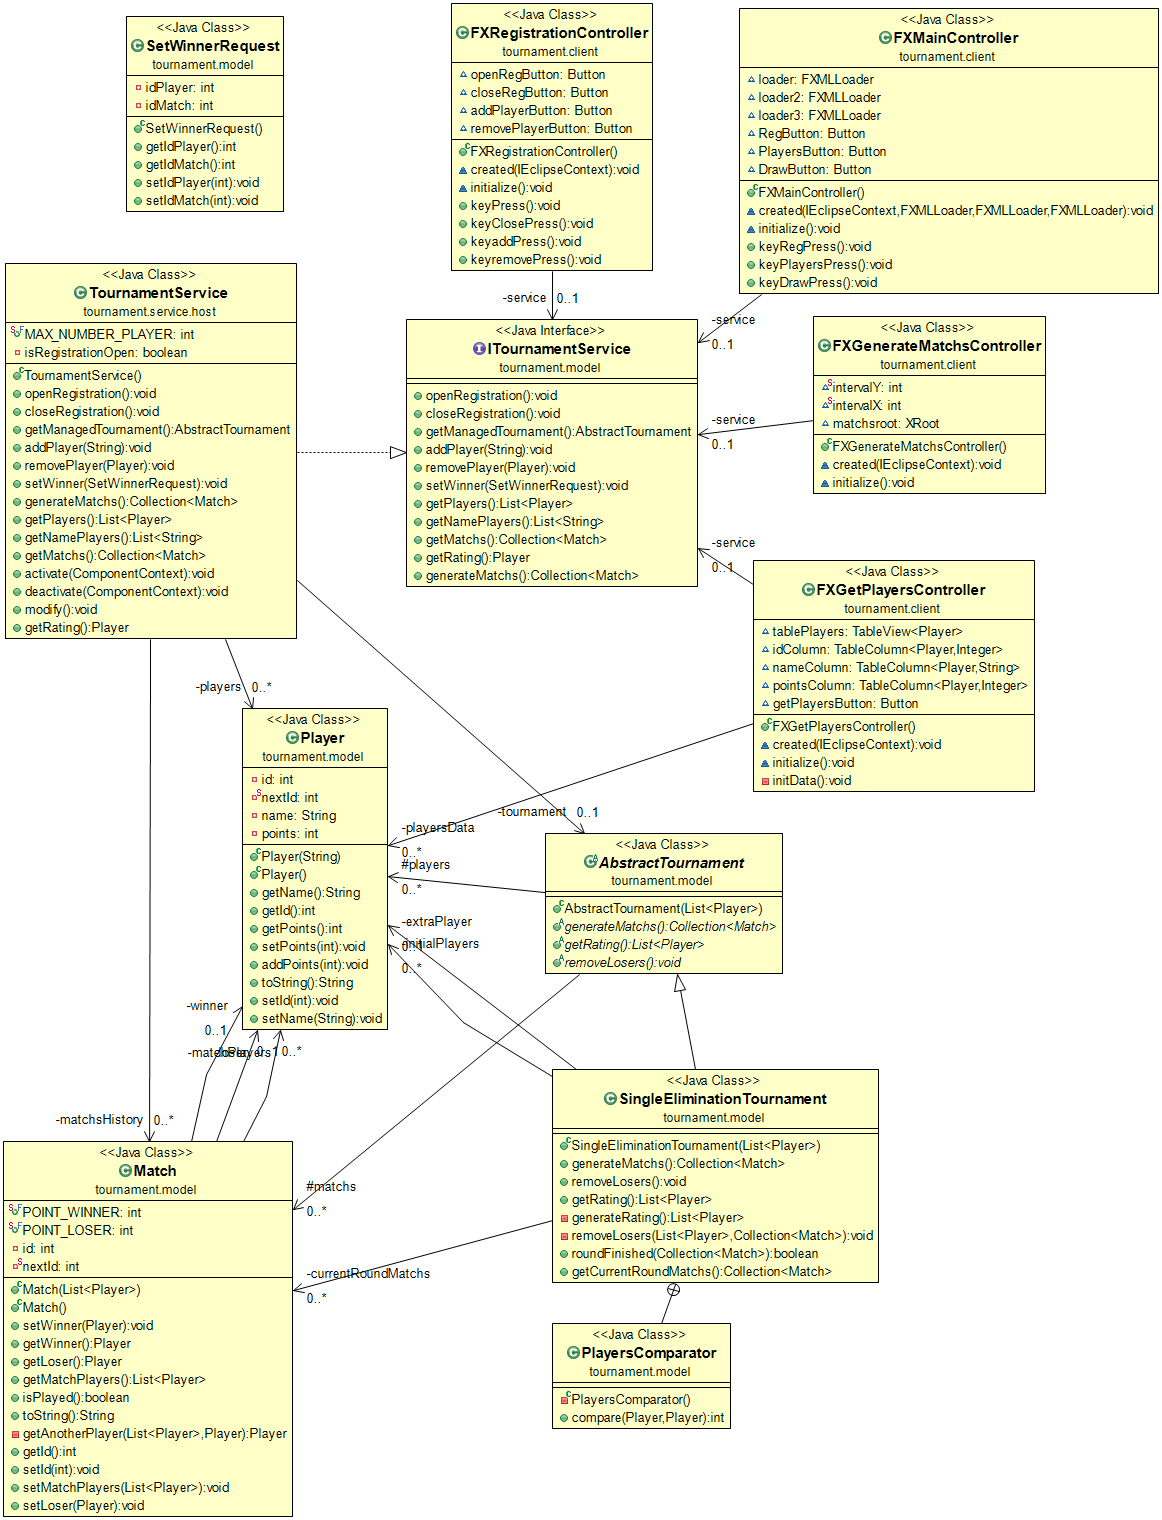 <<Java Class>>
SetWinnerRequest
tournament.model
idPlayer: int
idMatch: int
SetWinnerRequest()
getIdPlayer():int
getIdMatch():int
setIdPlayer(int):void
setIdMatch(int):void
<<Java Class>>
FXRegistrationController
tournament.client
openRegButton: Button
closeRegButton: Button
addPlayerButton: Button
removePlayerButton: Button
FXRegistrationController()
created(IEclipseContext):void
initialize():void
keyPress():void
keyClosePress():void
keyaddPress():void
keyremovePress():void
<<Java Class>>
FXMainController
tournament.client
loader: FXMLLoader
loader2: FXMLLoader
loader3: FXMLLoader
RegButton: Button
PlayersButton: Button
DrawButton: Button
FXMainController()
created(IEclipseContext,FXMLLoader,FXMLLoader,FXMLLoader):void
initialize():void
keyRegPress():void
keyPlayersPress():void
keyDrawPress():void
<<Java Class>>
TournamentService
tournament.service.host
MAX_NUMBER_PLAYER: int
isRegistrationOpen: boolean
TournamentService()
openRegistration():void
closeRegistration():void
getManagedTournament():AbstractTournament
addPlayer(String):void
removePlayer(Player):void
setWinner(SetWinnerRequest):void
generateMatchs():Collection<Match>
getPlayers():List<Player>
getNamePlayers():List<String>
getMatchs():Collection<Match>
activate(ComponentContext):void
deactivate(ComponentContext):void
modify():void
getRating():Player
-service 0..1
<<Java Interface>>
ITournamentService
tournament.model
openRegistration():void
closeRegistration():void
getManagedTournament():AbstractTournament
addPlayer(String):void
removePlayer(Player):void
setWinner(SetWinnerRequest):void
getPlayers():List<Player>
getNamePlayers():List<String>
getMatchs():Collection<Match>
getRating():Player
generateMatchs():Collection<Match>
-service
0..1
<<Java Class>>
FXGenerateMatchsController
tournament.client
intervalY: int
intervalX: int
matchsroot: XRoot
FXGenerateMatchsController()
created(IEclipseContext):void
initialize():void
-service
0..1
-service
0..1
<<Java Class>>
FXGetPlayersController
tournament.client
tablePlayers: TableView<Player>
idColumn: TableColumn<Player,Integer>
nameColumn: TableColumn<Player,String>
pointsColumn: TableColumn<Player,Integer>
getPlayersButton: Button
FXGetPlayersController()
created(IEclipseContext):void
initialize():void
initData():void
-players 0..*
<<Java Class>>
Player
tournament.model
id: int
nextId: int
name: String
points: int
Player(String)
Player()
getName():String
getId():int
getPoints():int
setPoints(int):void
addPoints(int):void
toString():String
setId(int):void
setName(String):void
-tournament 0..1
-playersData
0..*
#players
0..*
-extraPlayer
0..1
-initialPlayers
0..*
<<Java Class>>
AbstractTournament
tournament.model
AbstractTournament(List<Player>)
generateMatchs():Collection<Match>
getRating():List<Player>
removeLosers():void
-winner
0..1
-matchPlayers
0..1
0..*
-matchsHistory 0..*
<<Java Class>>
Match
tournament.model
POINT_WINNER: int
POINT_LOSER: int
id: int
nextId: int
Match(List<Player>)
Match()
setWinner(Player):void
getWinner():Player
getLoser():Player
getMatchPlayers():List<Player>
isPlayed():boolean
toString():String
getAnotherPlayer(List<Player>,Player):Player
getId():int
setId(int):void
setMatchPlayers(List<Player>):void
setLoser(Player):void
#matchs
0..*
-currentRoundMatchs
0..*
<<Java Class>>
SingleEliminationTournament
tournament.model
SingleEliminationTournament(List<Player>)
generateMatchs():Collection<Match>
removeLosers():void
getRating():List<Player>
generateRating():List<Player>
removeLosers(List<Player>,Collection<Match>):void
roundFinished(Collection<Match>):boolean
getCurrentRoundMatchs():Collection<Match>
<<Java Class>>
PlayersComparator
tournament.model
PlayersComparator()
compare(Player,Player):int